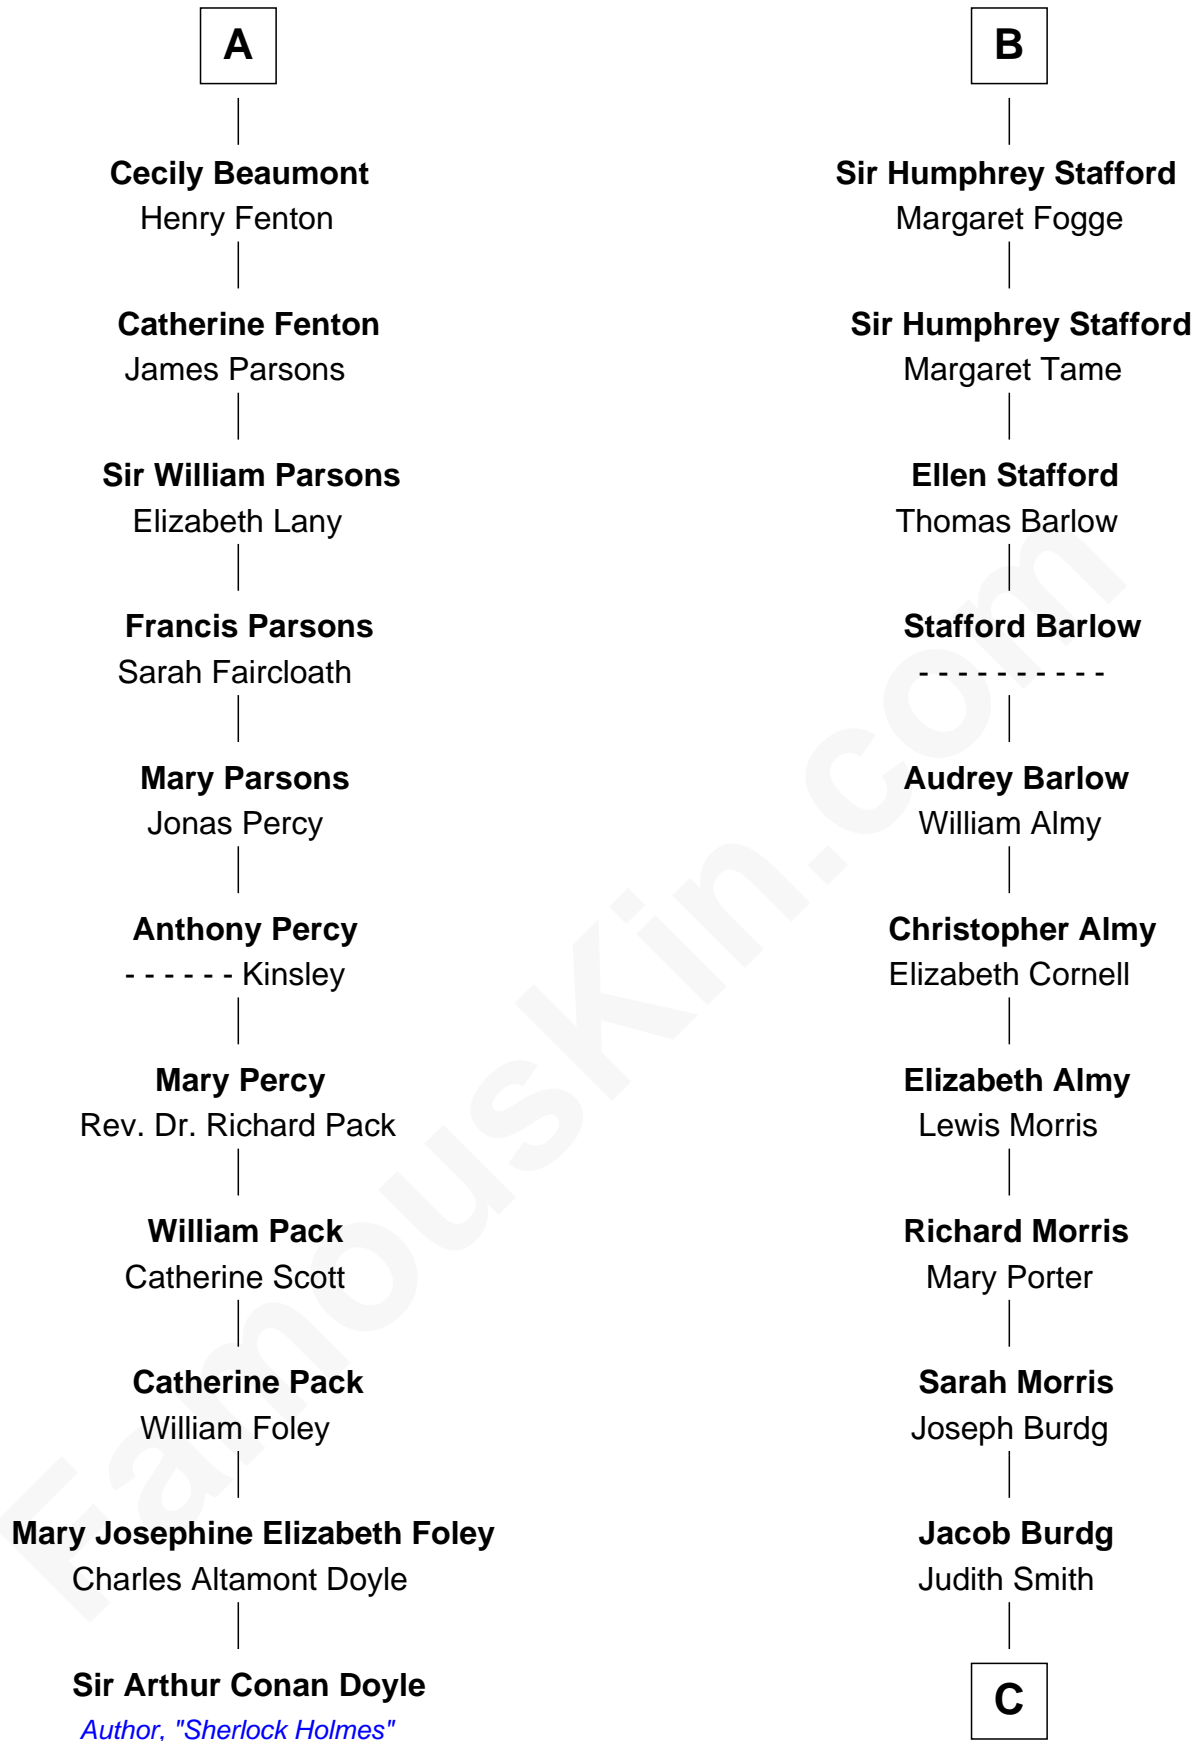 A
Cecily Beaumont
Henry Fenton
Catherine Fenton
James Parsons
Sir William Parsons
Elizabeth Lany
Francis Parsons
Sarah Faircloath
Mary Parsons
Jonas Percy
Anthony Percy
- - - - - - Kinsley
Mary Percy
Rev. Dr. Richard Pack
William Pack
Catherine Scott
Catherine Pack
William Foley
Mary Josephine Elizabeth Foley
Charles Altamont Doyle
Sir Arthur Conan Doyle
Author, "Sherlock Holmes"
B
Sir Humphrey Stafford
Margaret Fogge
Sir Humphrey Stafford
Margaret Tame
Ellen Stafford
Thomas Barlow
Stafford Barlow
- - - - - - - - - -
Audrey Barlow
William Almy
Christopher Almy
Elizabeth Cornell
Elizabeth Almy
Lewis Morris
Richard Morris
Mary Porter
Sarah Morris
Joseph Burdg
Jacob Burdg
Judith Smith
C
FamousKin.com